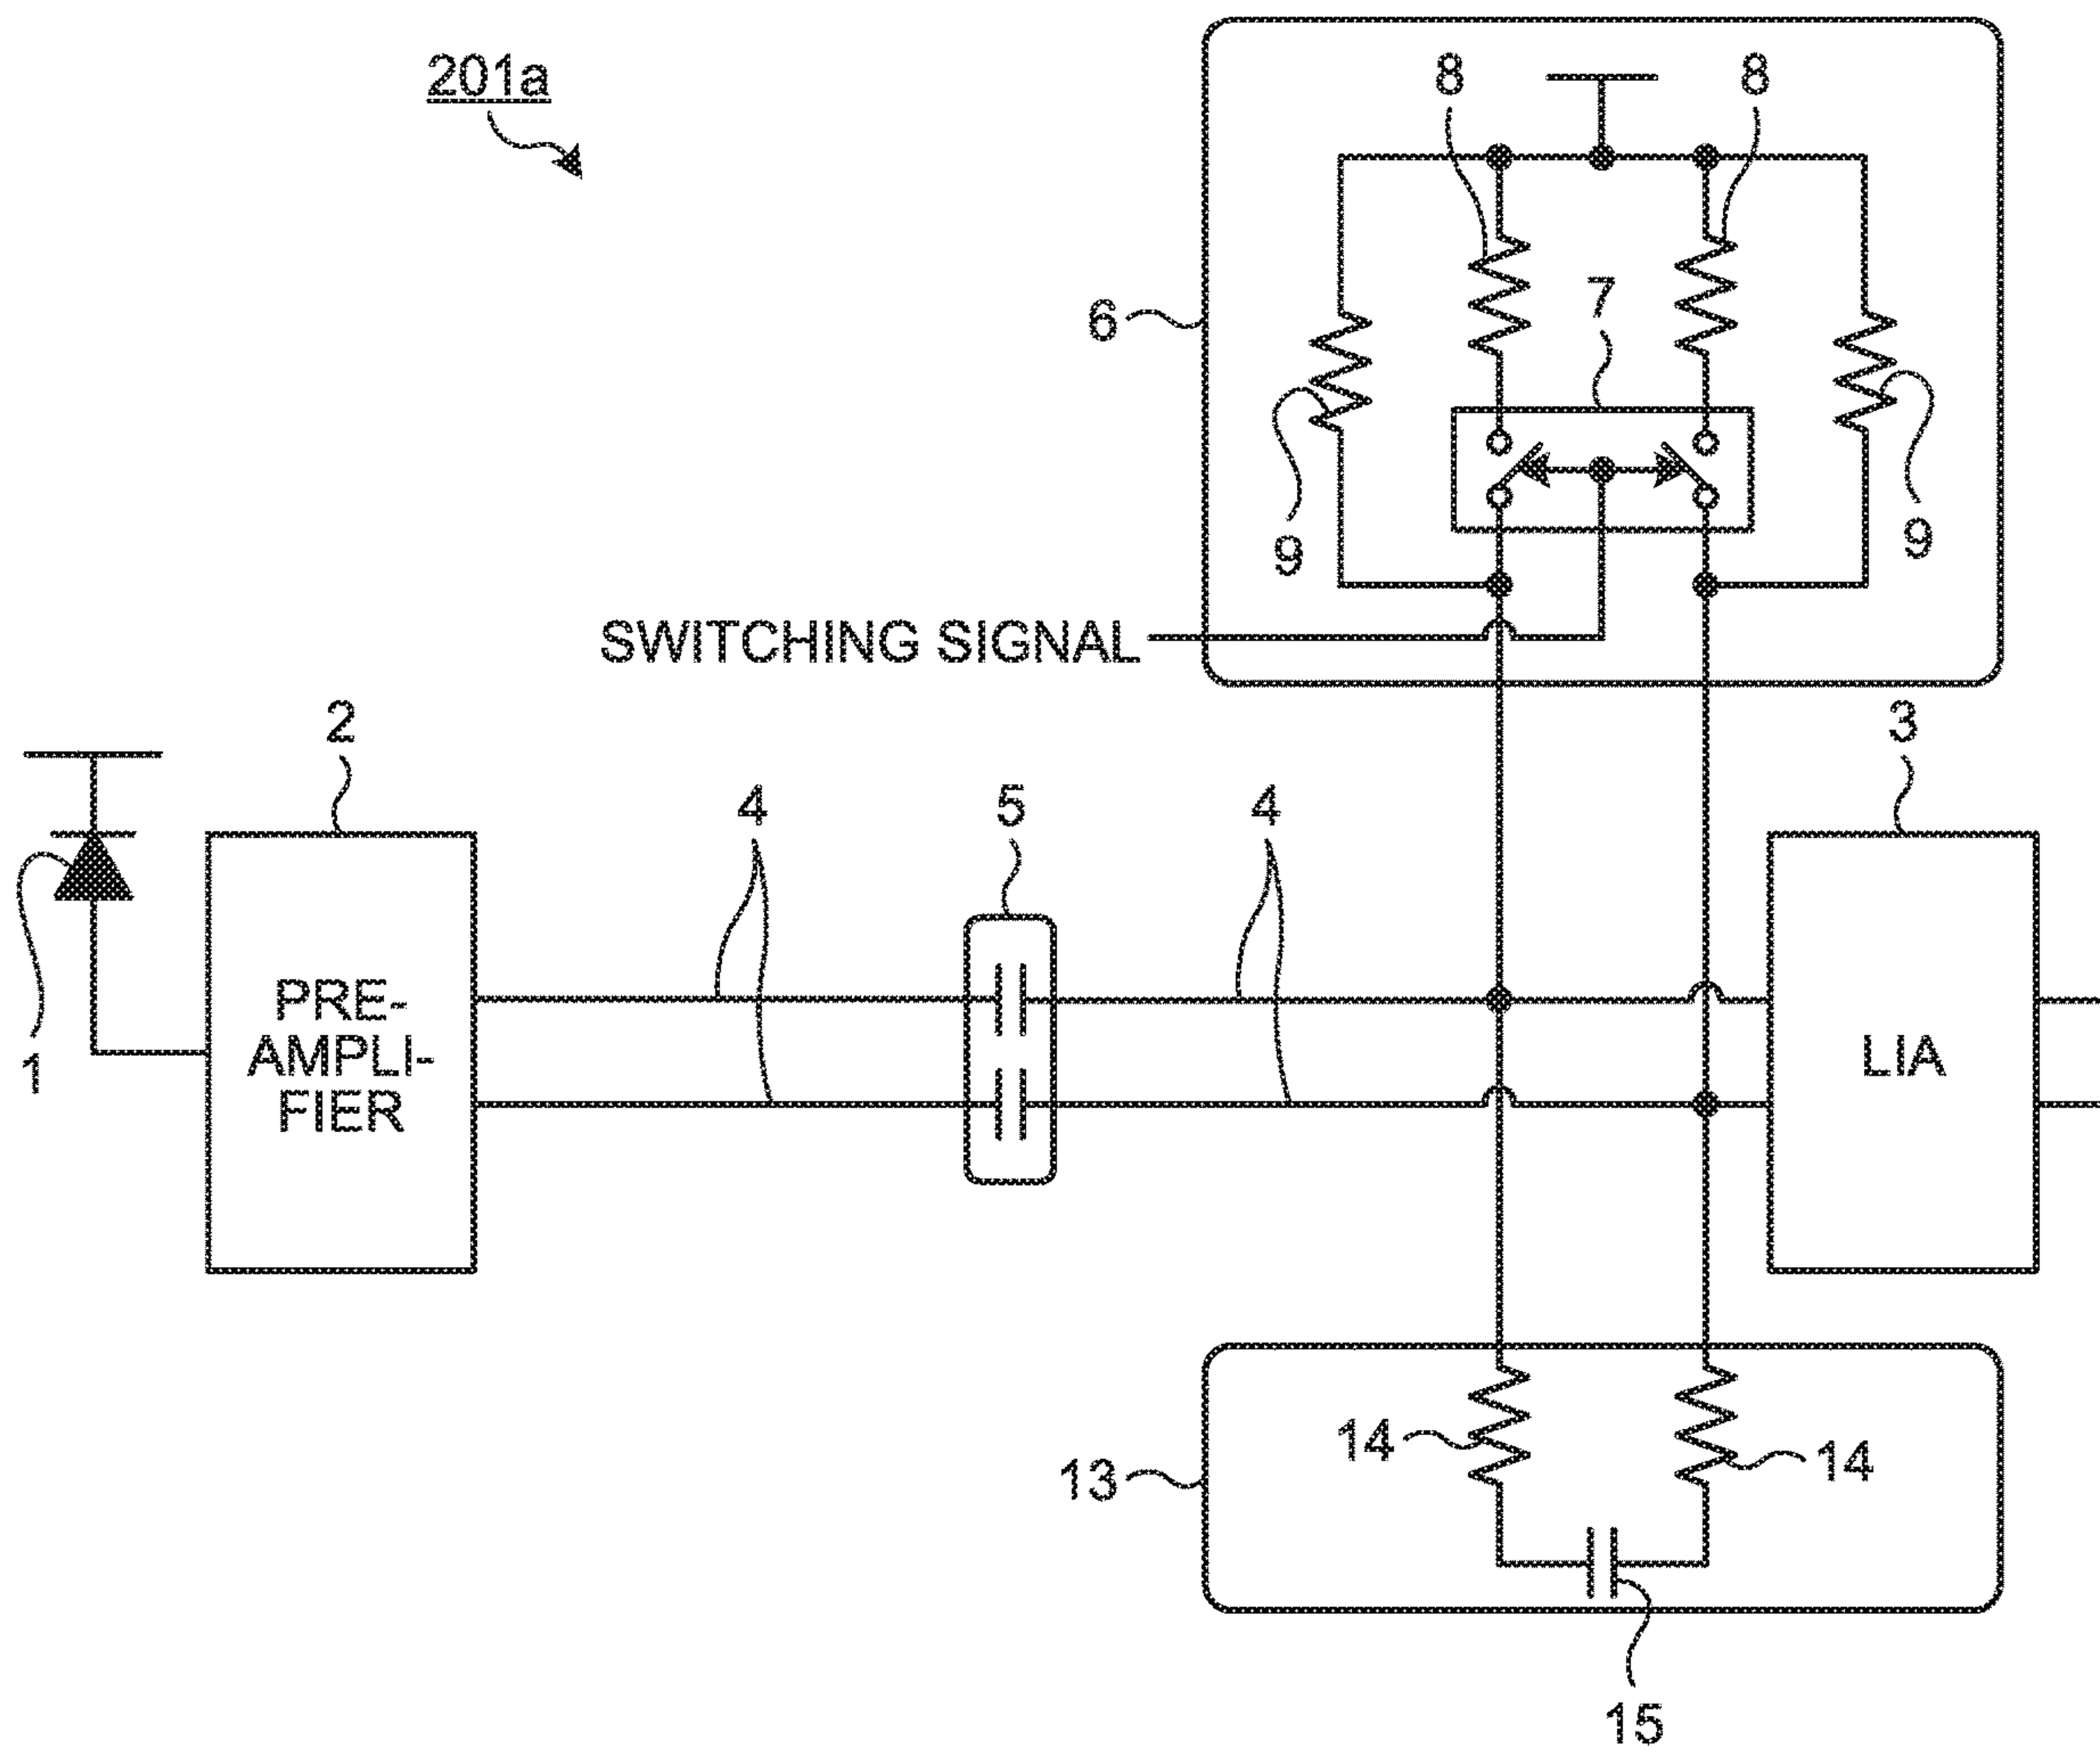 201a
8 8
7
6
9 9
SWITCHING SIGNAL
2 3
4 5 4
PRE-
AMPLI-
FIER
LIA
1
14 14
13
15